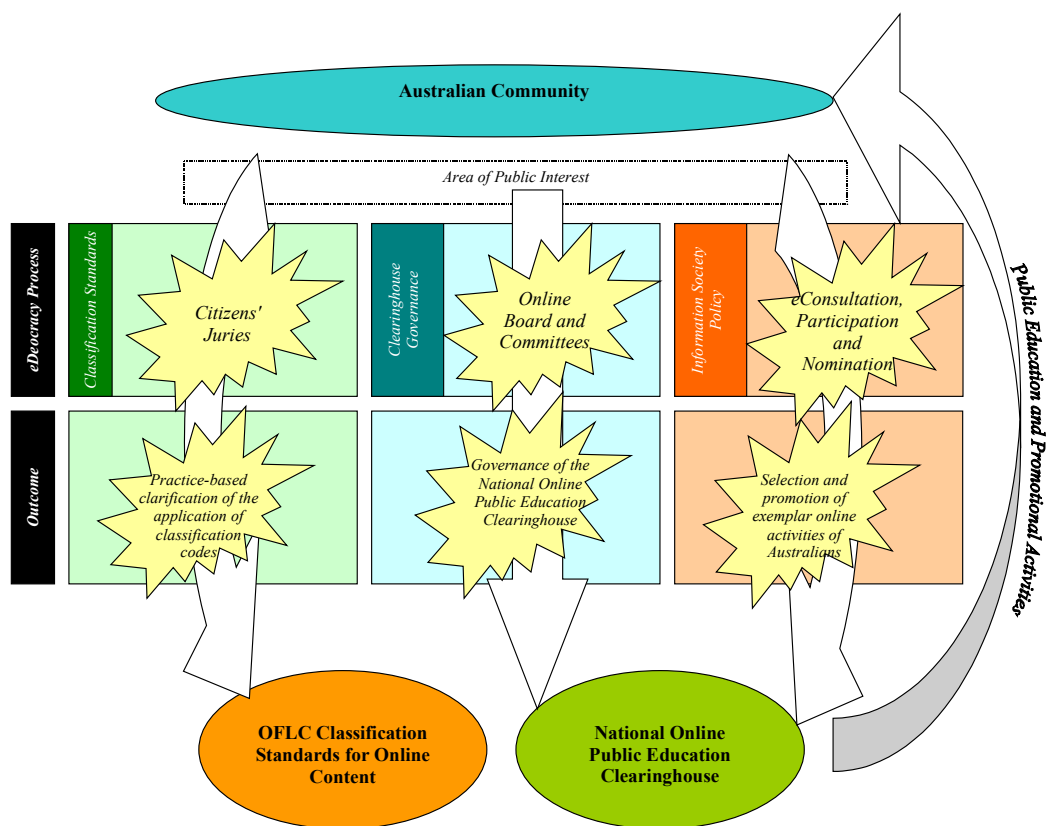 Australian Community
Area of Public Interest
eDeocracy Process
Classification Standards
Citizens'
Juries
Clearinghouse
Governance
Online
Board and
Committees
Information Society
Policy
eConsultation,
Participation
and
Nomination
Outcome
Practice-based
clarification of the
application of
classification
codes
Governance of the
National Online
Public Education
Clearinghouse
Selection and
promotion of
exemplar online
activities of
Australians
Public Education and Promotional Activities
OFLC Classification
Standards for Online
Content
National Online
Public Education
Clearinghouse